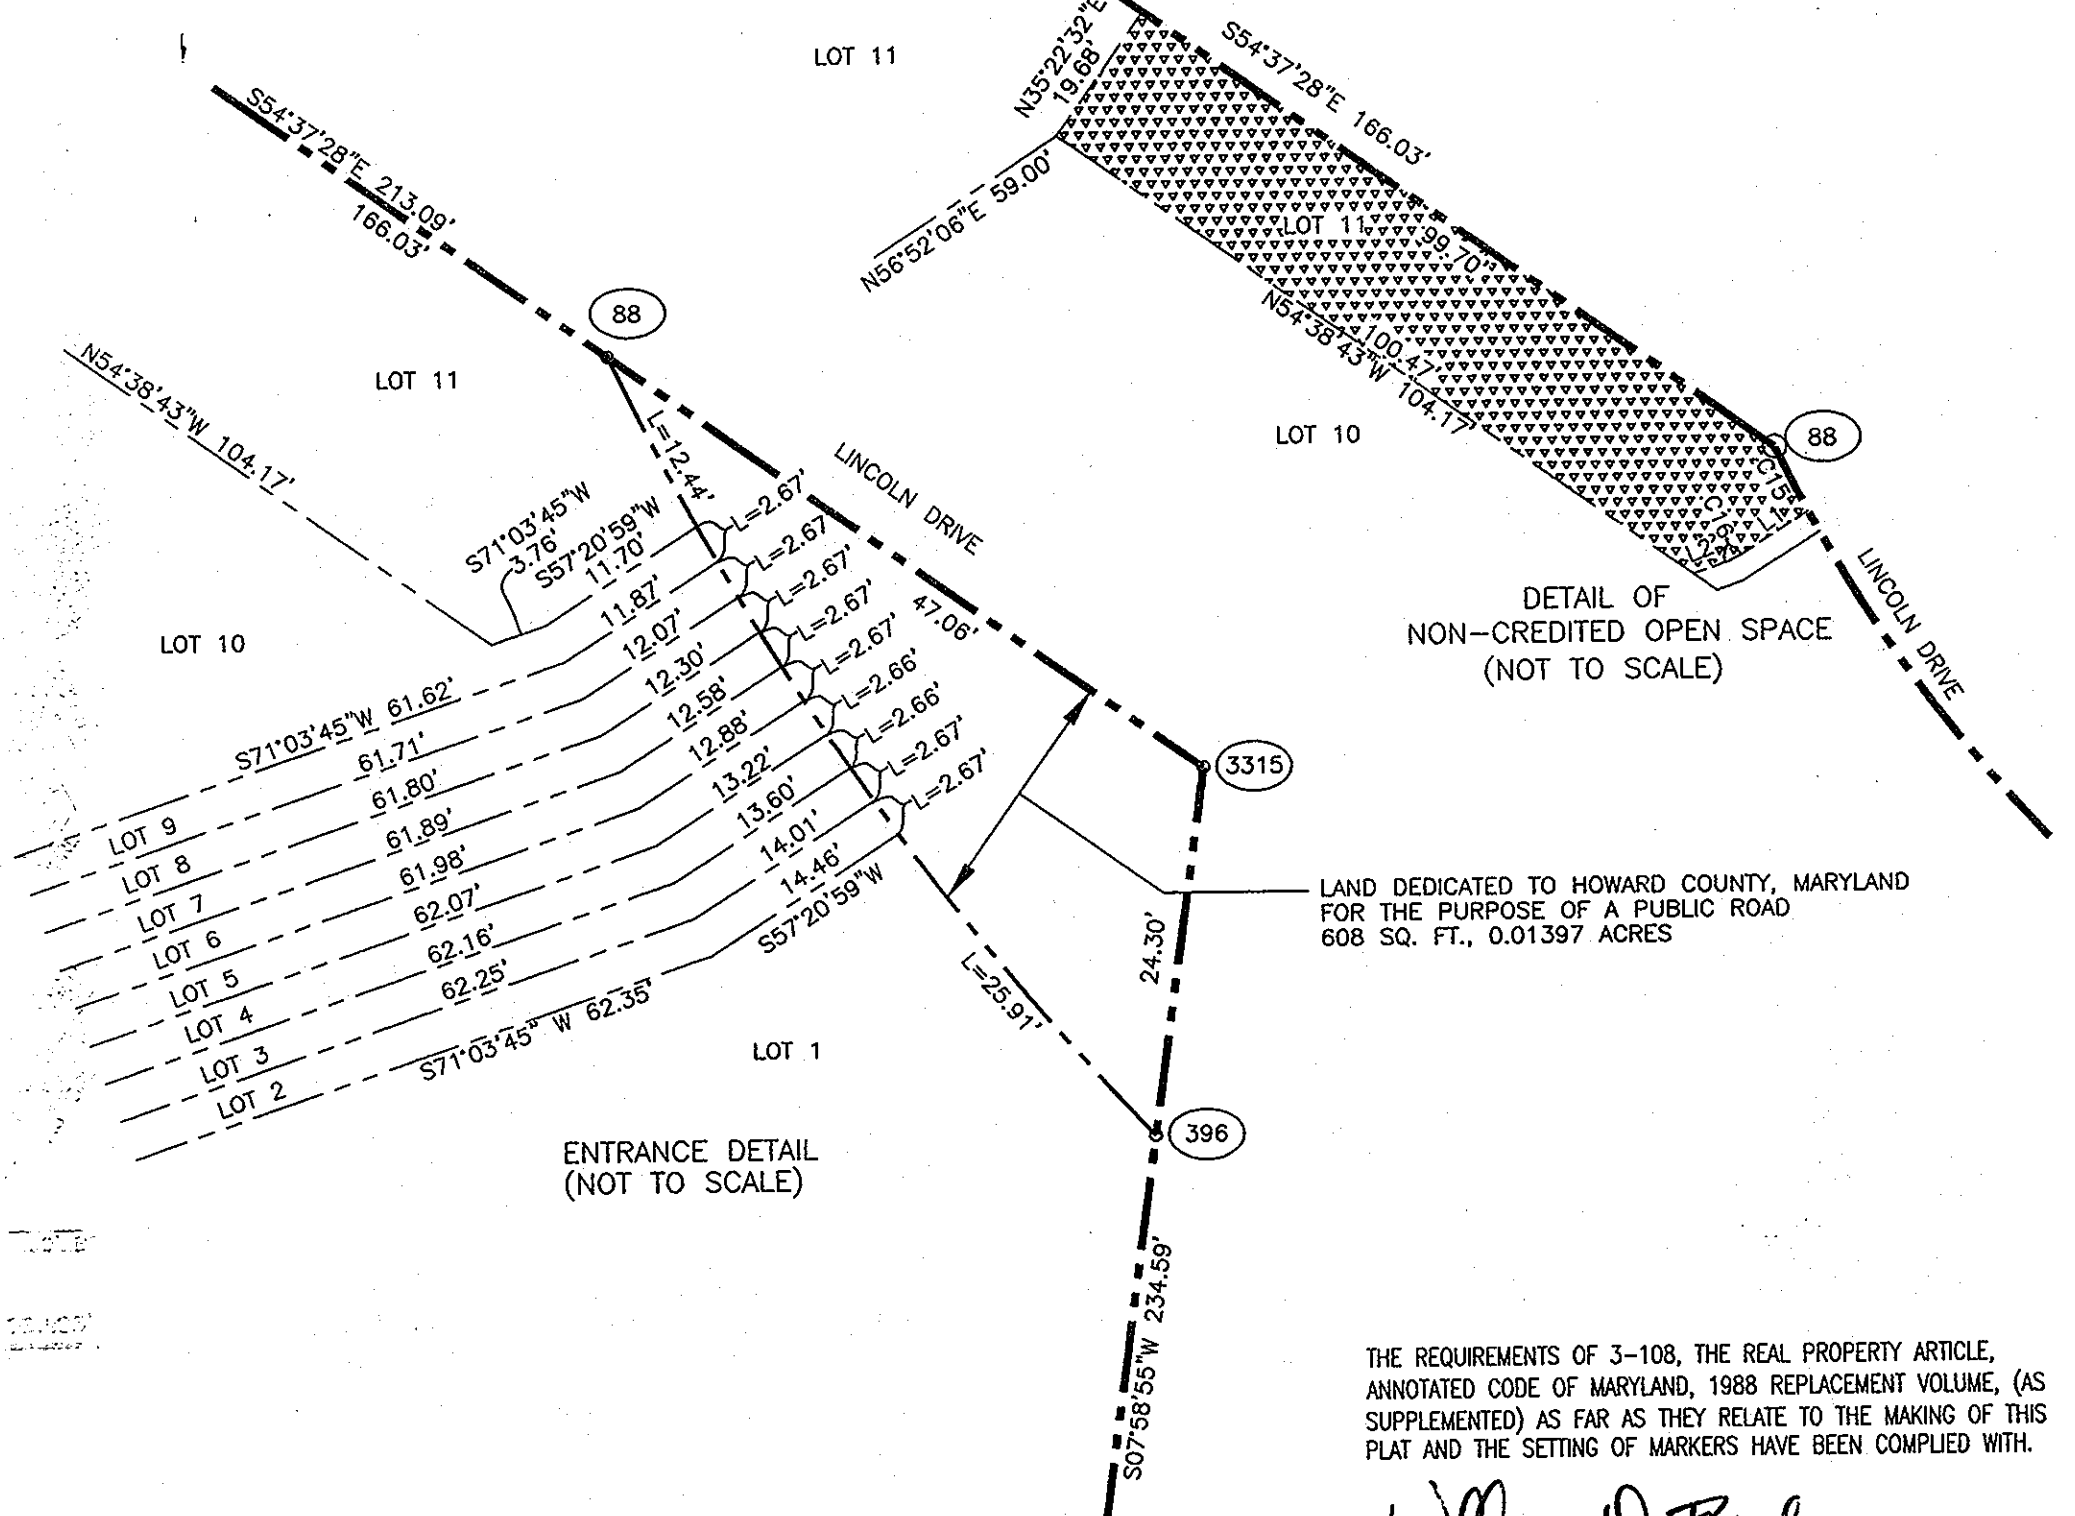 LOT 11
N35°22'32"E
19.68'
S54°37'28"E 166.03'
S54°37'28"E 213.09'
166.03'
N56°52'06"E 59.00'
LOT 11
99.70'
N54°38'43"W 104.17'
100.47'
LOT 10
88
C15
C16
L1
L2
LINCOLN DRIVE
DETAIL OF
NON-CREDITED OPEN SPACE
(NOT TO SCALE)
88
LOT 11
N54°38'43"W 104.17'
LOT 10
L=12.44'
LINCOLN DRIVE
47.06'
S71°03'45"W
3.76'
S57°20'59"W
11.70'
11.87'
12.07'
12.30'
12.58'
12.88'
13.22'
13.60'
14.01'
14.46'
S57°20'59"W
L=2.67'
L=2.67'
L=2.67'
L=2.67'
L=2.67'
L=2.66'
L=2.66'
L=2.67'
L=2.67'
S71°03'45"W 61.62'
61.71'
61.80'
61.89'
61.98'
62.07'
62.16'
62.25'
S71°03'45" W 62.35'
LOT 9
LOT 8
LOT 7
LOT 6
LOT 5
LOT 4
LOT 3
LOT 2
LOT 1
L=25.91'
3315
24.30'
LAND DEDICATED TO HOWARD COUNTY, MARYLAND
FOR THE PURPOSE OF A PUBLIC ROAD
608 SQ. FT., 0.01397 ACRES
396
S07°58'55"W 234.59'
ENTRANCE DETAIL
(NOT TO SCALE)
THE REQUIREMENTS OF 3-108, THE REAL PROPERTY ARTICLE,
ANNOTATED CODE OF MARYLAND, 1988 REPLACEMENT VOLUME, (AS
SUPPLEMENTED) AS FAR AS THEY RELATE TO THE MAKING OF THIS
PLAT AND THE SETTING OF MARKERS HAVE BEEN COMPLIED WITH.